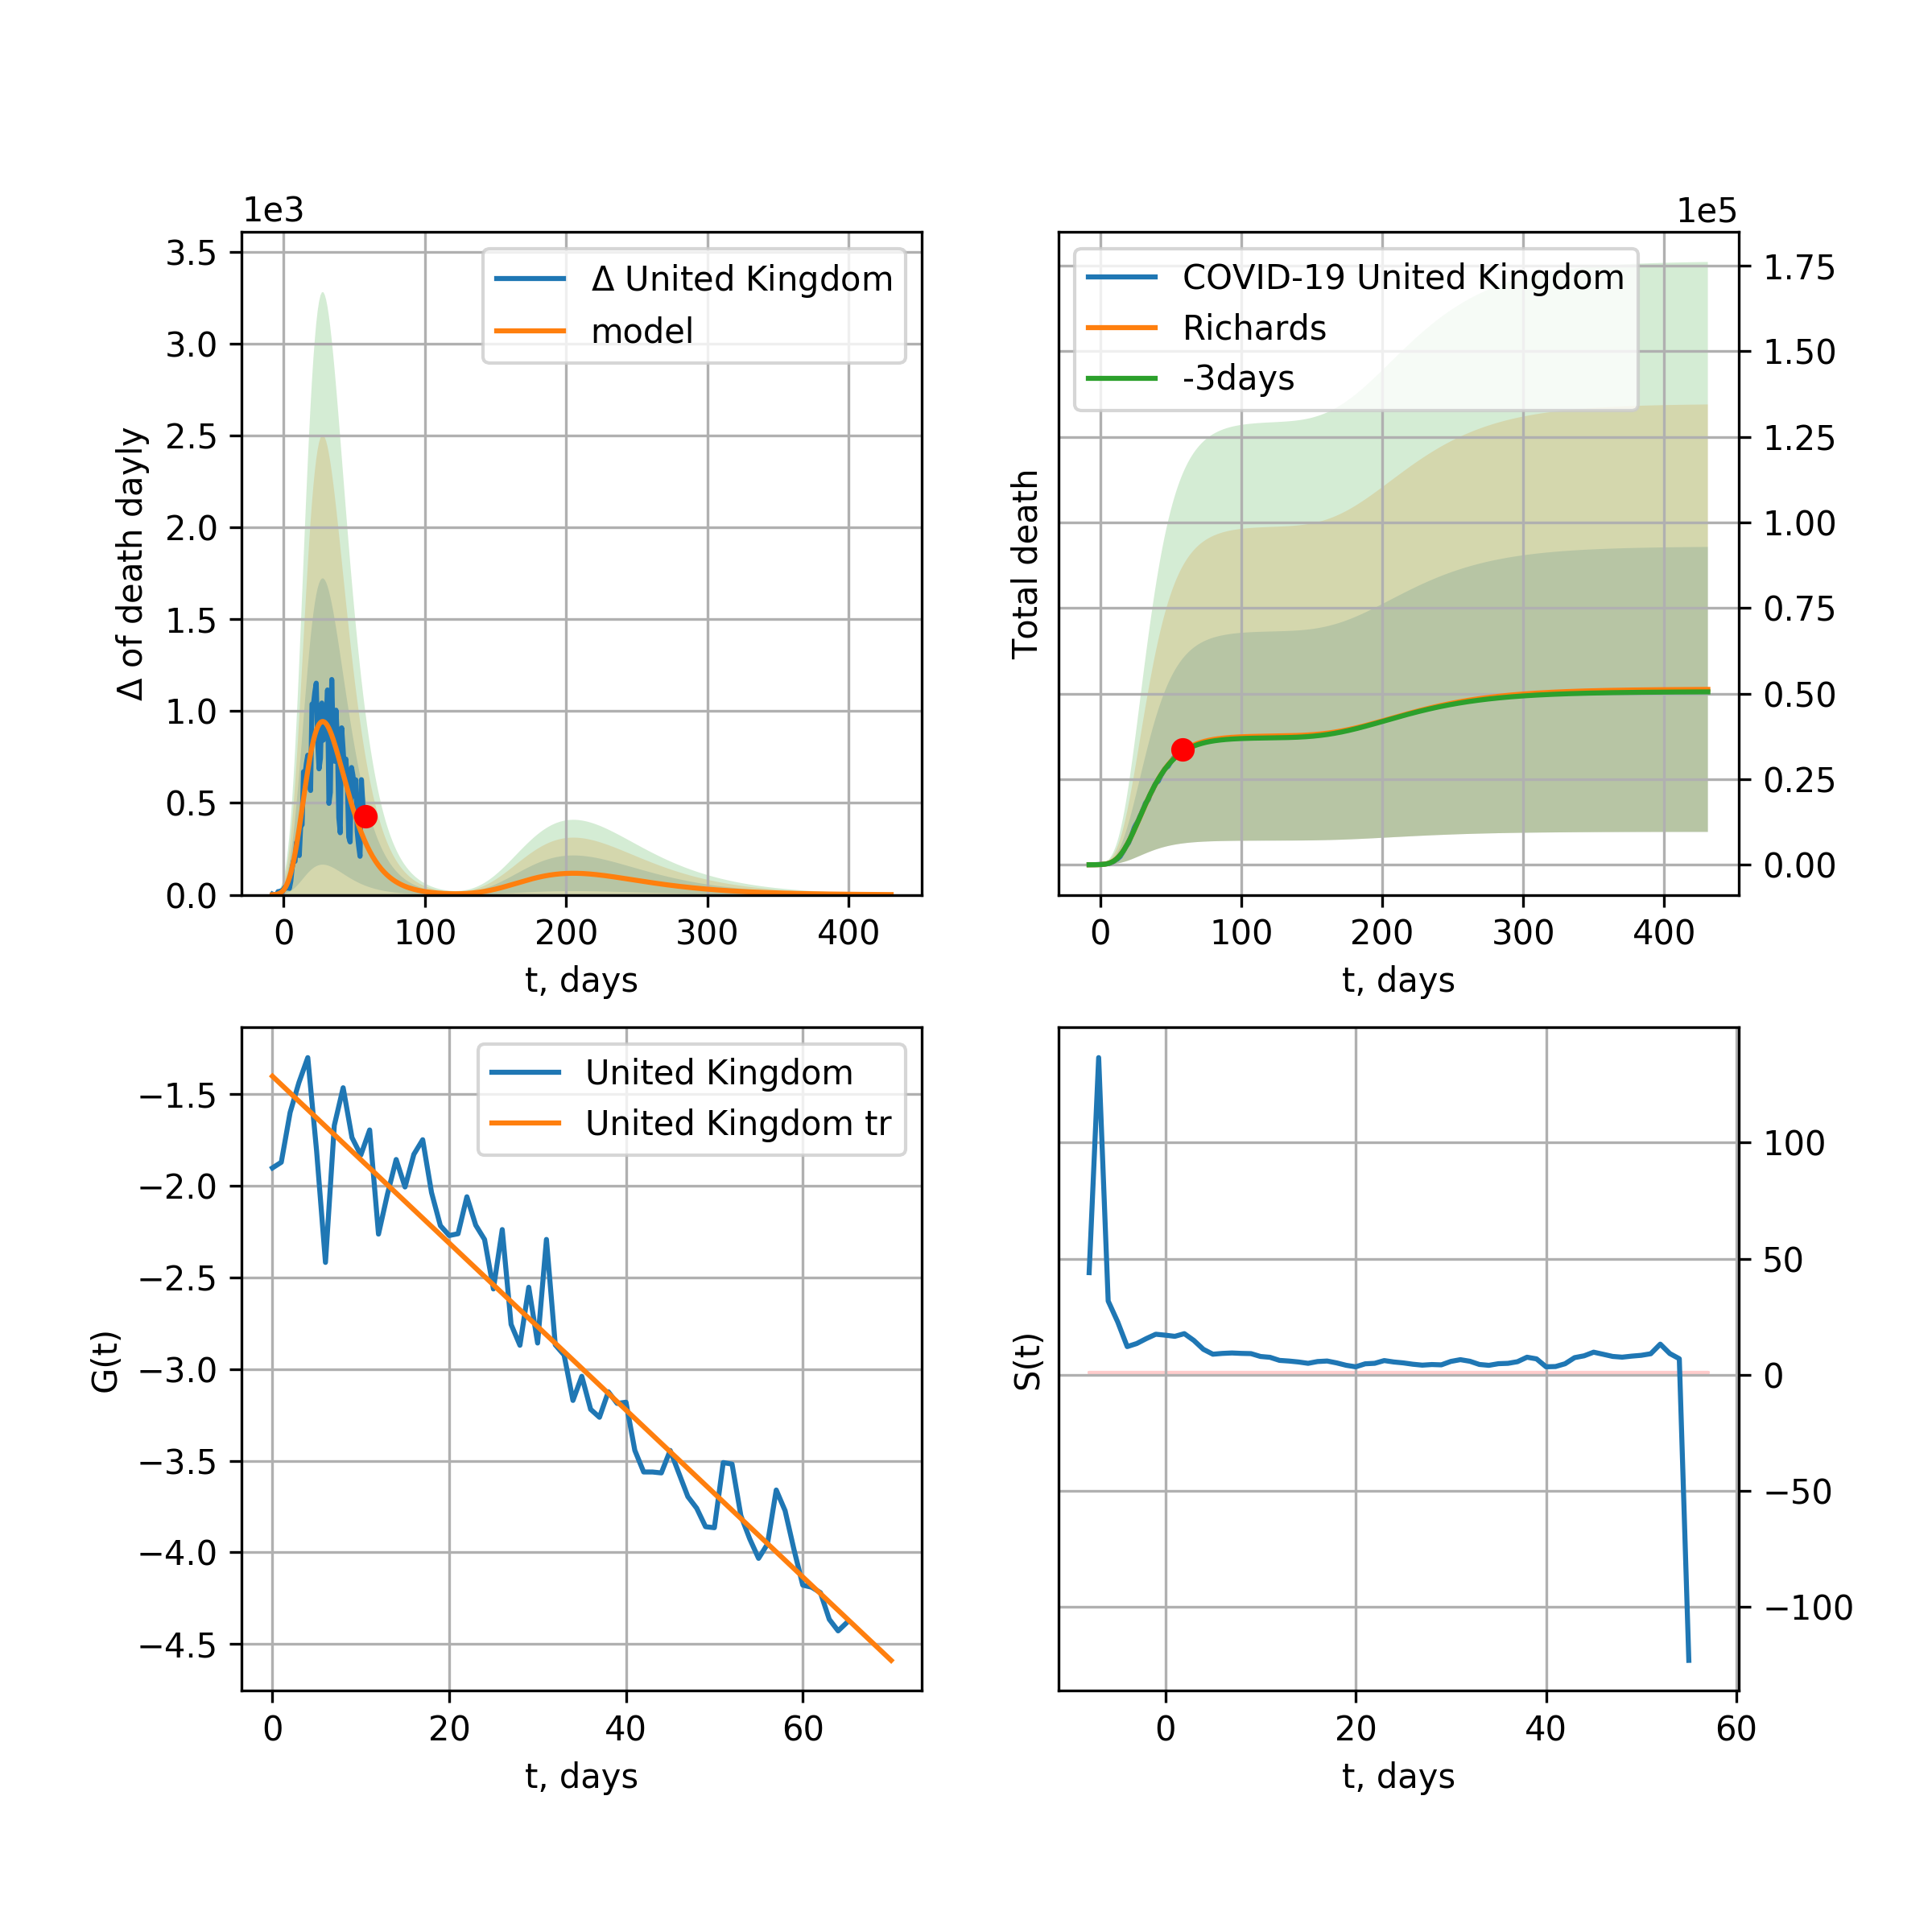 1e3
3.5
3.0
2.5
2.0
1.5
1.0
0.5
0.0
Δ of death dayly
Δ United Kingdom
model
0 100 200 300 400
t, days
1e5
COVID-19 United Kingdom
Richards
-3days
Total death
1.75
1.50
1.25
1.00
0.75
0.50
0.25
0.00
0 100 200 300 400
t, days
United Kingdom
United Kingdom tr
G(t)
−1.5
−2.0
−2.5
−3.0
−3.5
−4.0
−4.5
0 20 40 60
t, days
S(t)
100
50
0
−50
−100
0 20 40 60
t, days